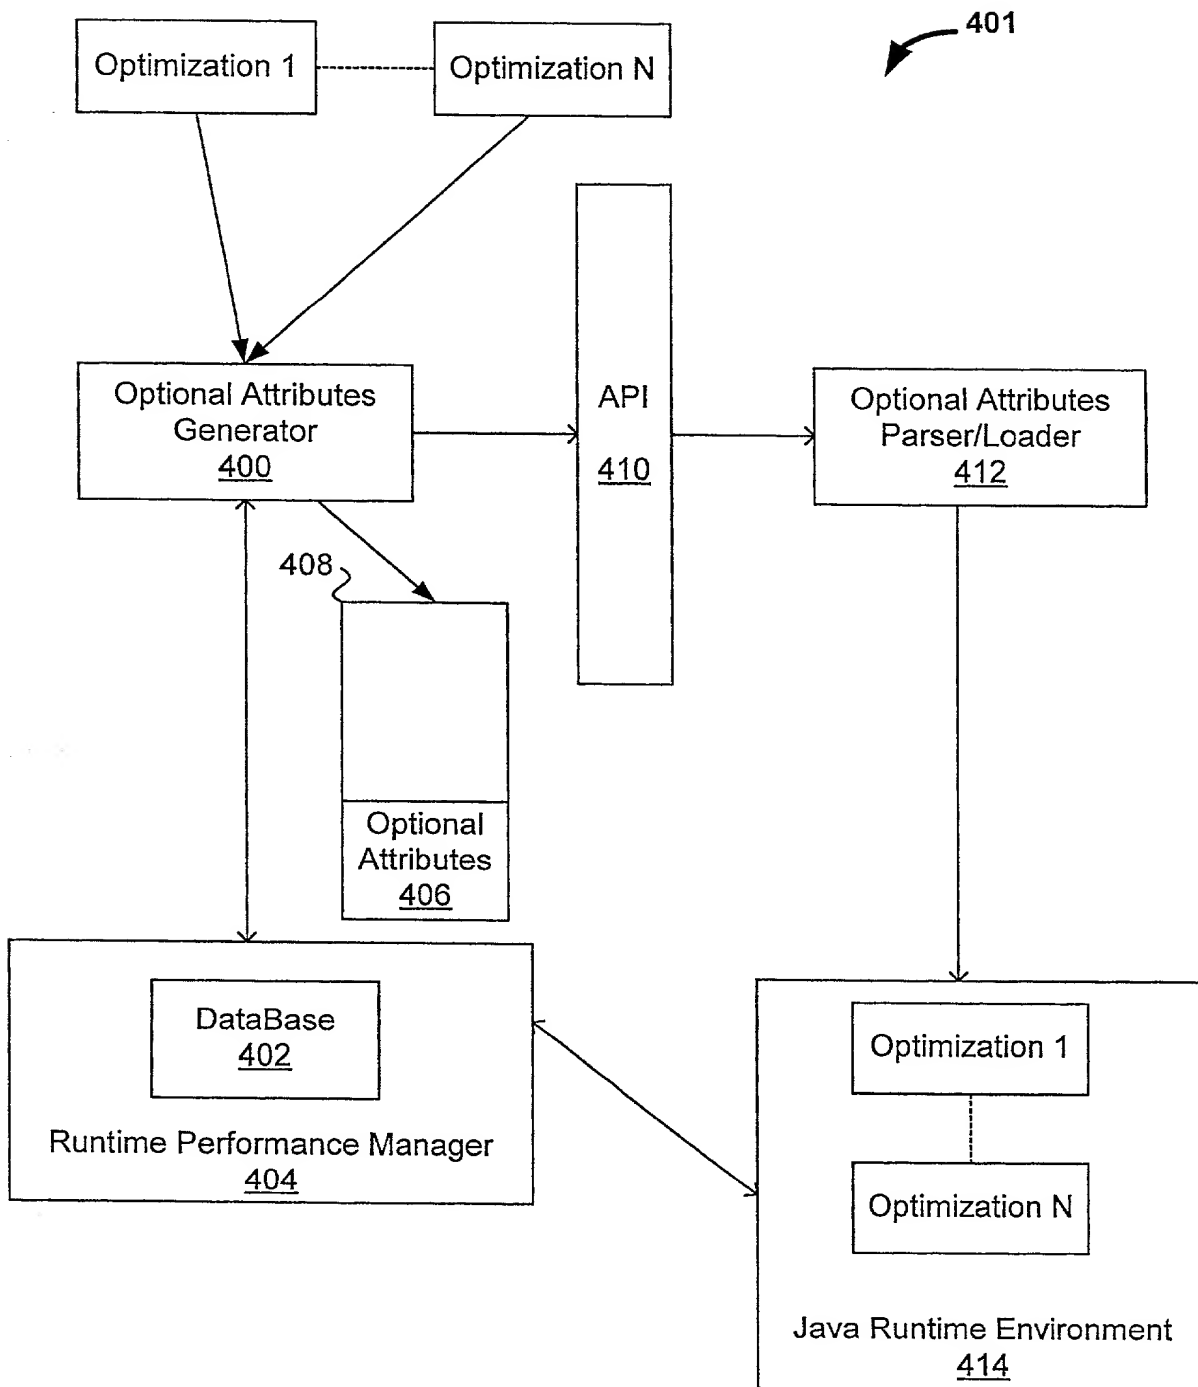 401
Optimization 1
Optimization N
Optional Attributes
Generator
400
API
410
Optional Attributes
Parser/Loader
412
408
Optional
Attributes
406
DataBase
402
Runtime Performance Manager
404
Optimization 1
Optimization N
Java Runtime Environment
414